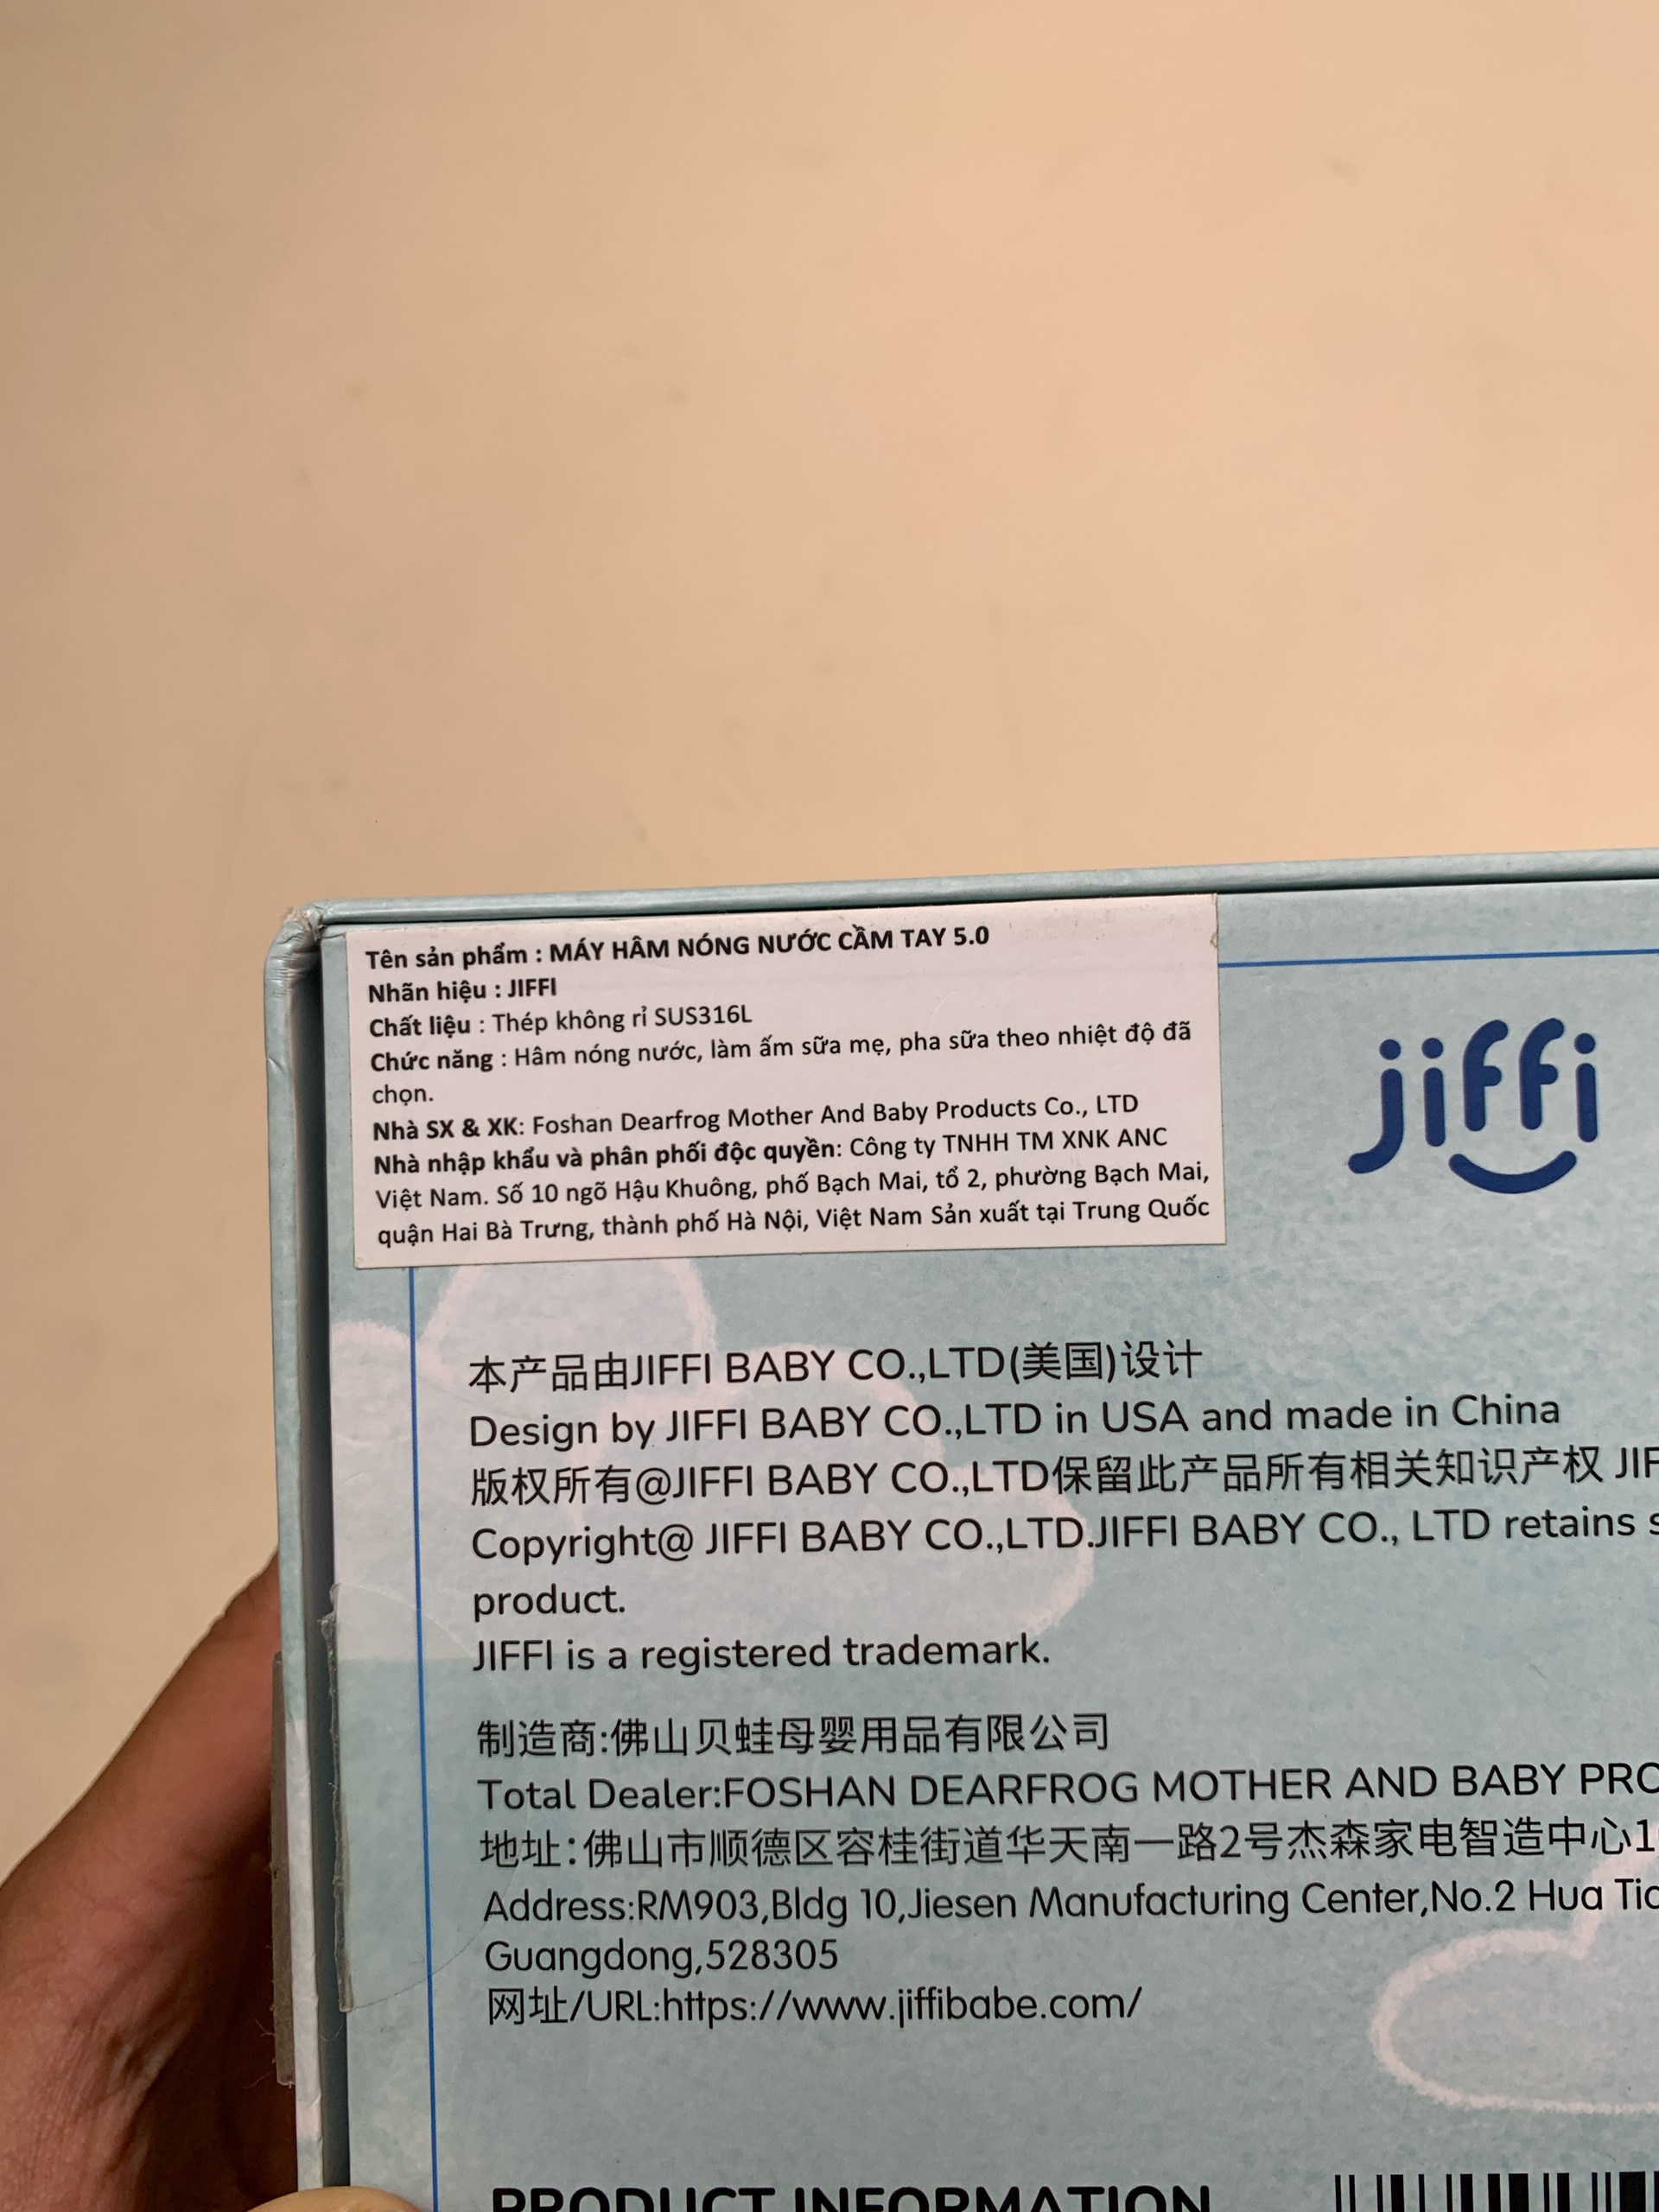 Tên sản phẩm : MÁY HÂM NÓNG NƯỚC CẦM TAY 5.0
Nhãn hiệu : JIFFI
Chất liệu : Thép không rỉ SUS316L
Chức năng : Hâm nóng nước, làm ấm sữa mẹ, pha sữa theo nhiệt độ đã
chọn.
Nhà SX & XK: Foshan Dearfrog Mother And Baby Products Co., LTD
Nhà nhập khẩu và phân phối độc quyền: Công ty TNHH TM XNK ANC
Việt Nam. Số 10 ngõ Hậu Khuông, phố Bạch Mai, tổ 2, phường Bạch Mai,
quận Hai Bà Trưng, thành phố Hà Nội, Việt Nam Sản xuất tại Trung Quốc
jiffi
本产品由JIFFI BABY CO.,LTD(美国)设计
Design by JIFFI BABY CO.,LTD in USA and made in China
版权所有@JIFFI BABY CO.,LTD保留此产品所有相关知识产权
Copyright@ JIFFI BABY CO.,LTD.JIFFI BABY CO., LTD retains
product.
JIFFI is a registered trademark.
制造商:佛山贝蛙母婴用品有限公司
Total Dealer:FOSHAN DEARFROG MOTHER AND BABY
地址:佛山市顺德区容桂街道华天南一路2号杰森家电智造中心
Address:RM903,Bldg 10,Jiesen Manufacturing Center,No.2 Hua
Guangdong,528305
网址/URL:https://www.jiffibabe.com/
PRODUCT INFORMATION